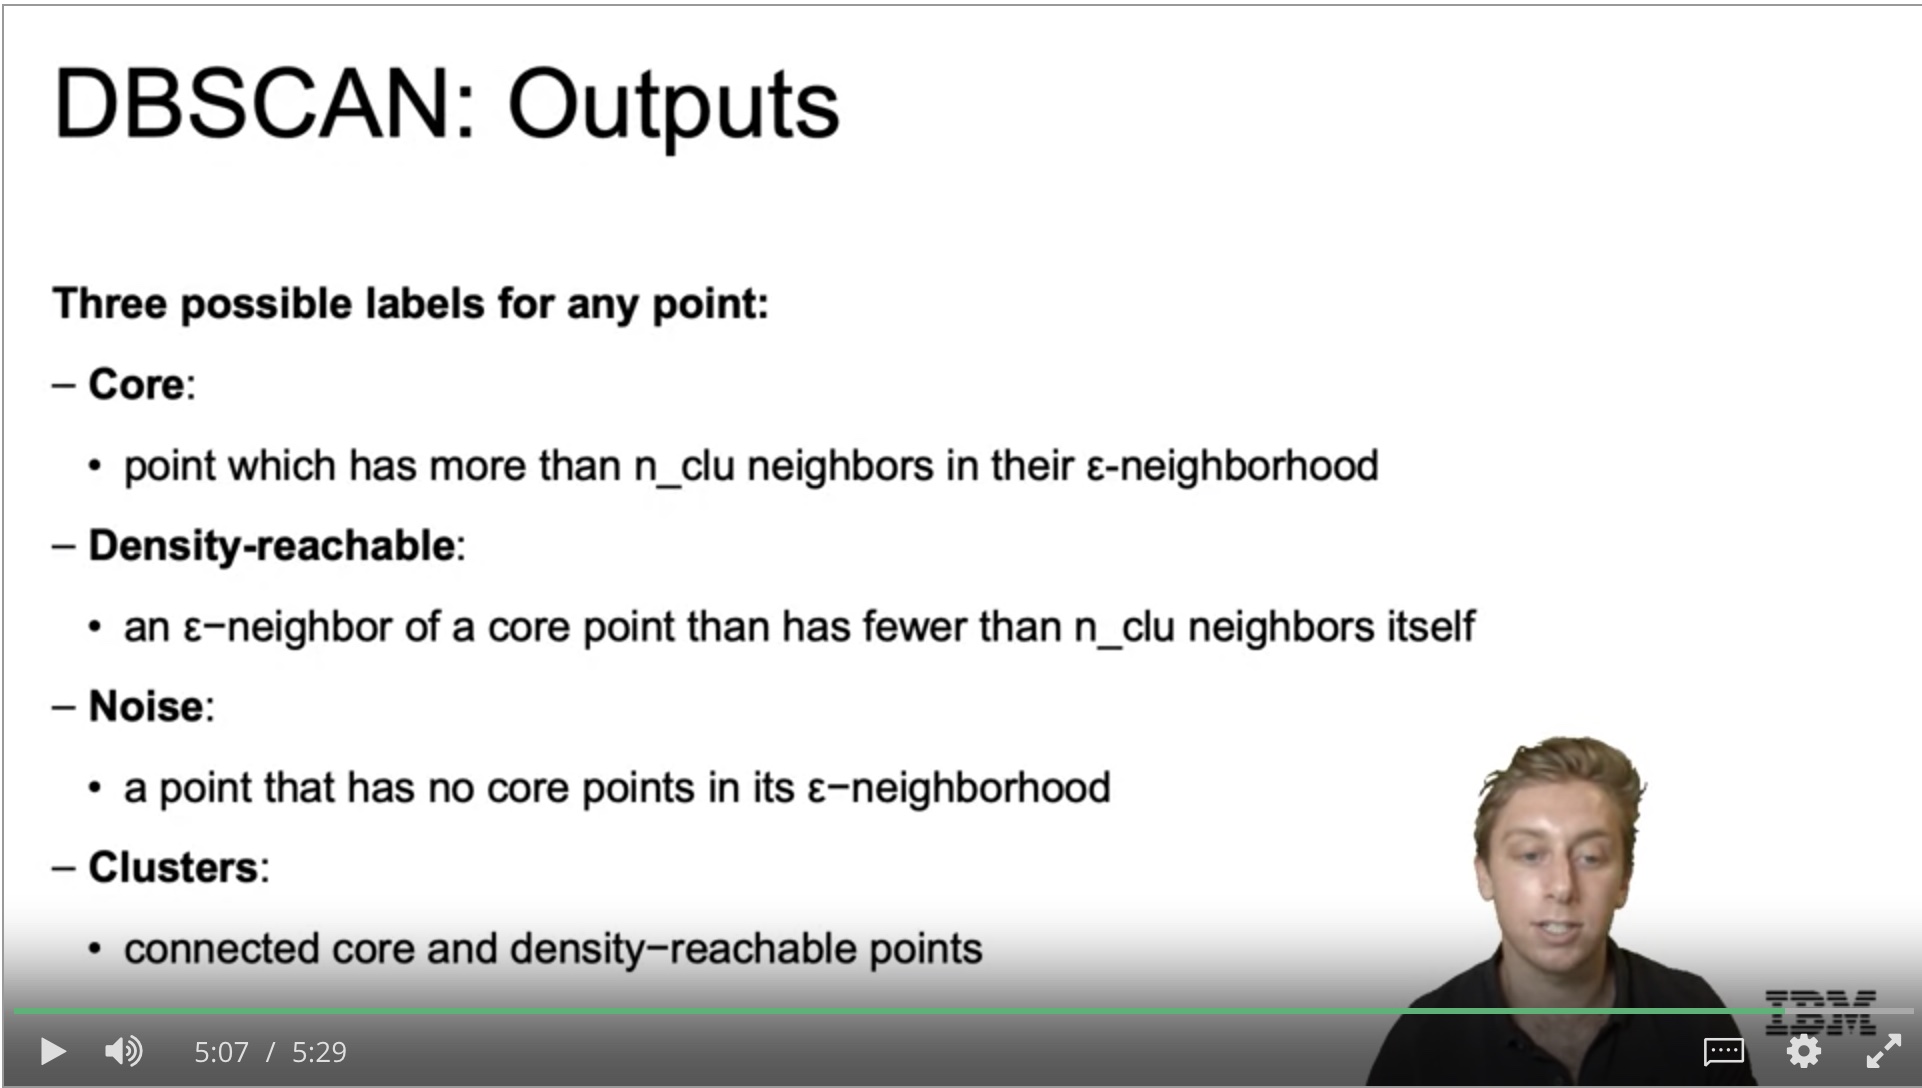 DBSCAN: Outputs
Three possible labels for any point:
– Core:
• point which has more than n_clu neighbors in their ε-neighborhood
– Density-reachable:
• an ε−neighbor of a core point than has fewer than n_clu neighbors itself
– Noise:
• a point that has no core points in its ε−neighborhood
– Clusters:
• connected core and density−reachable points
IBM
5:07 / 5:29